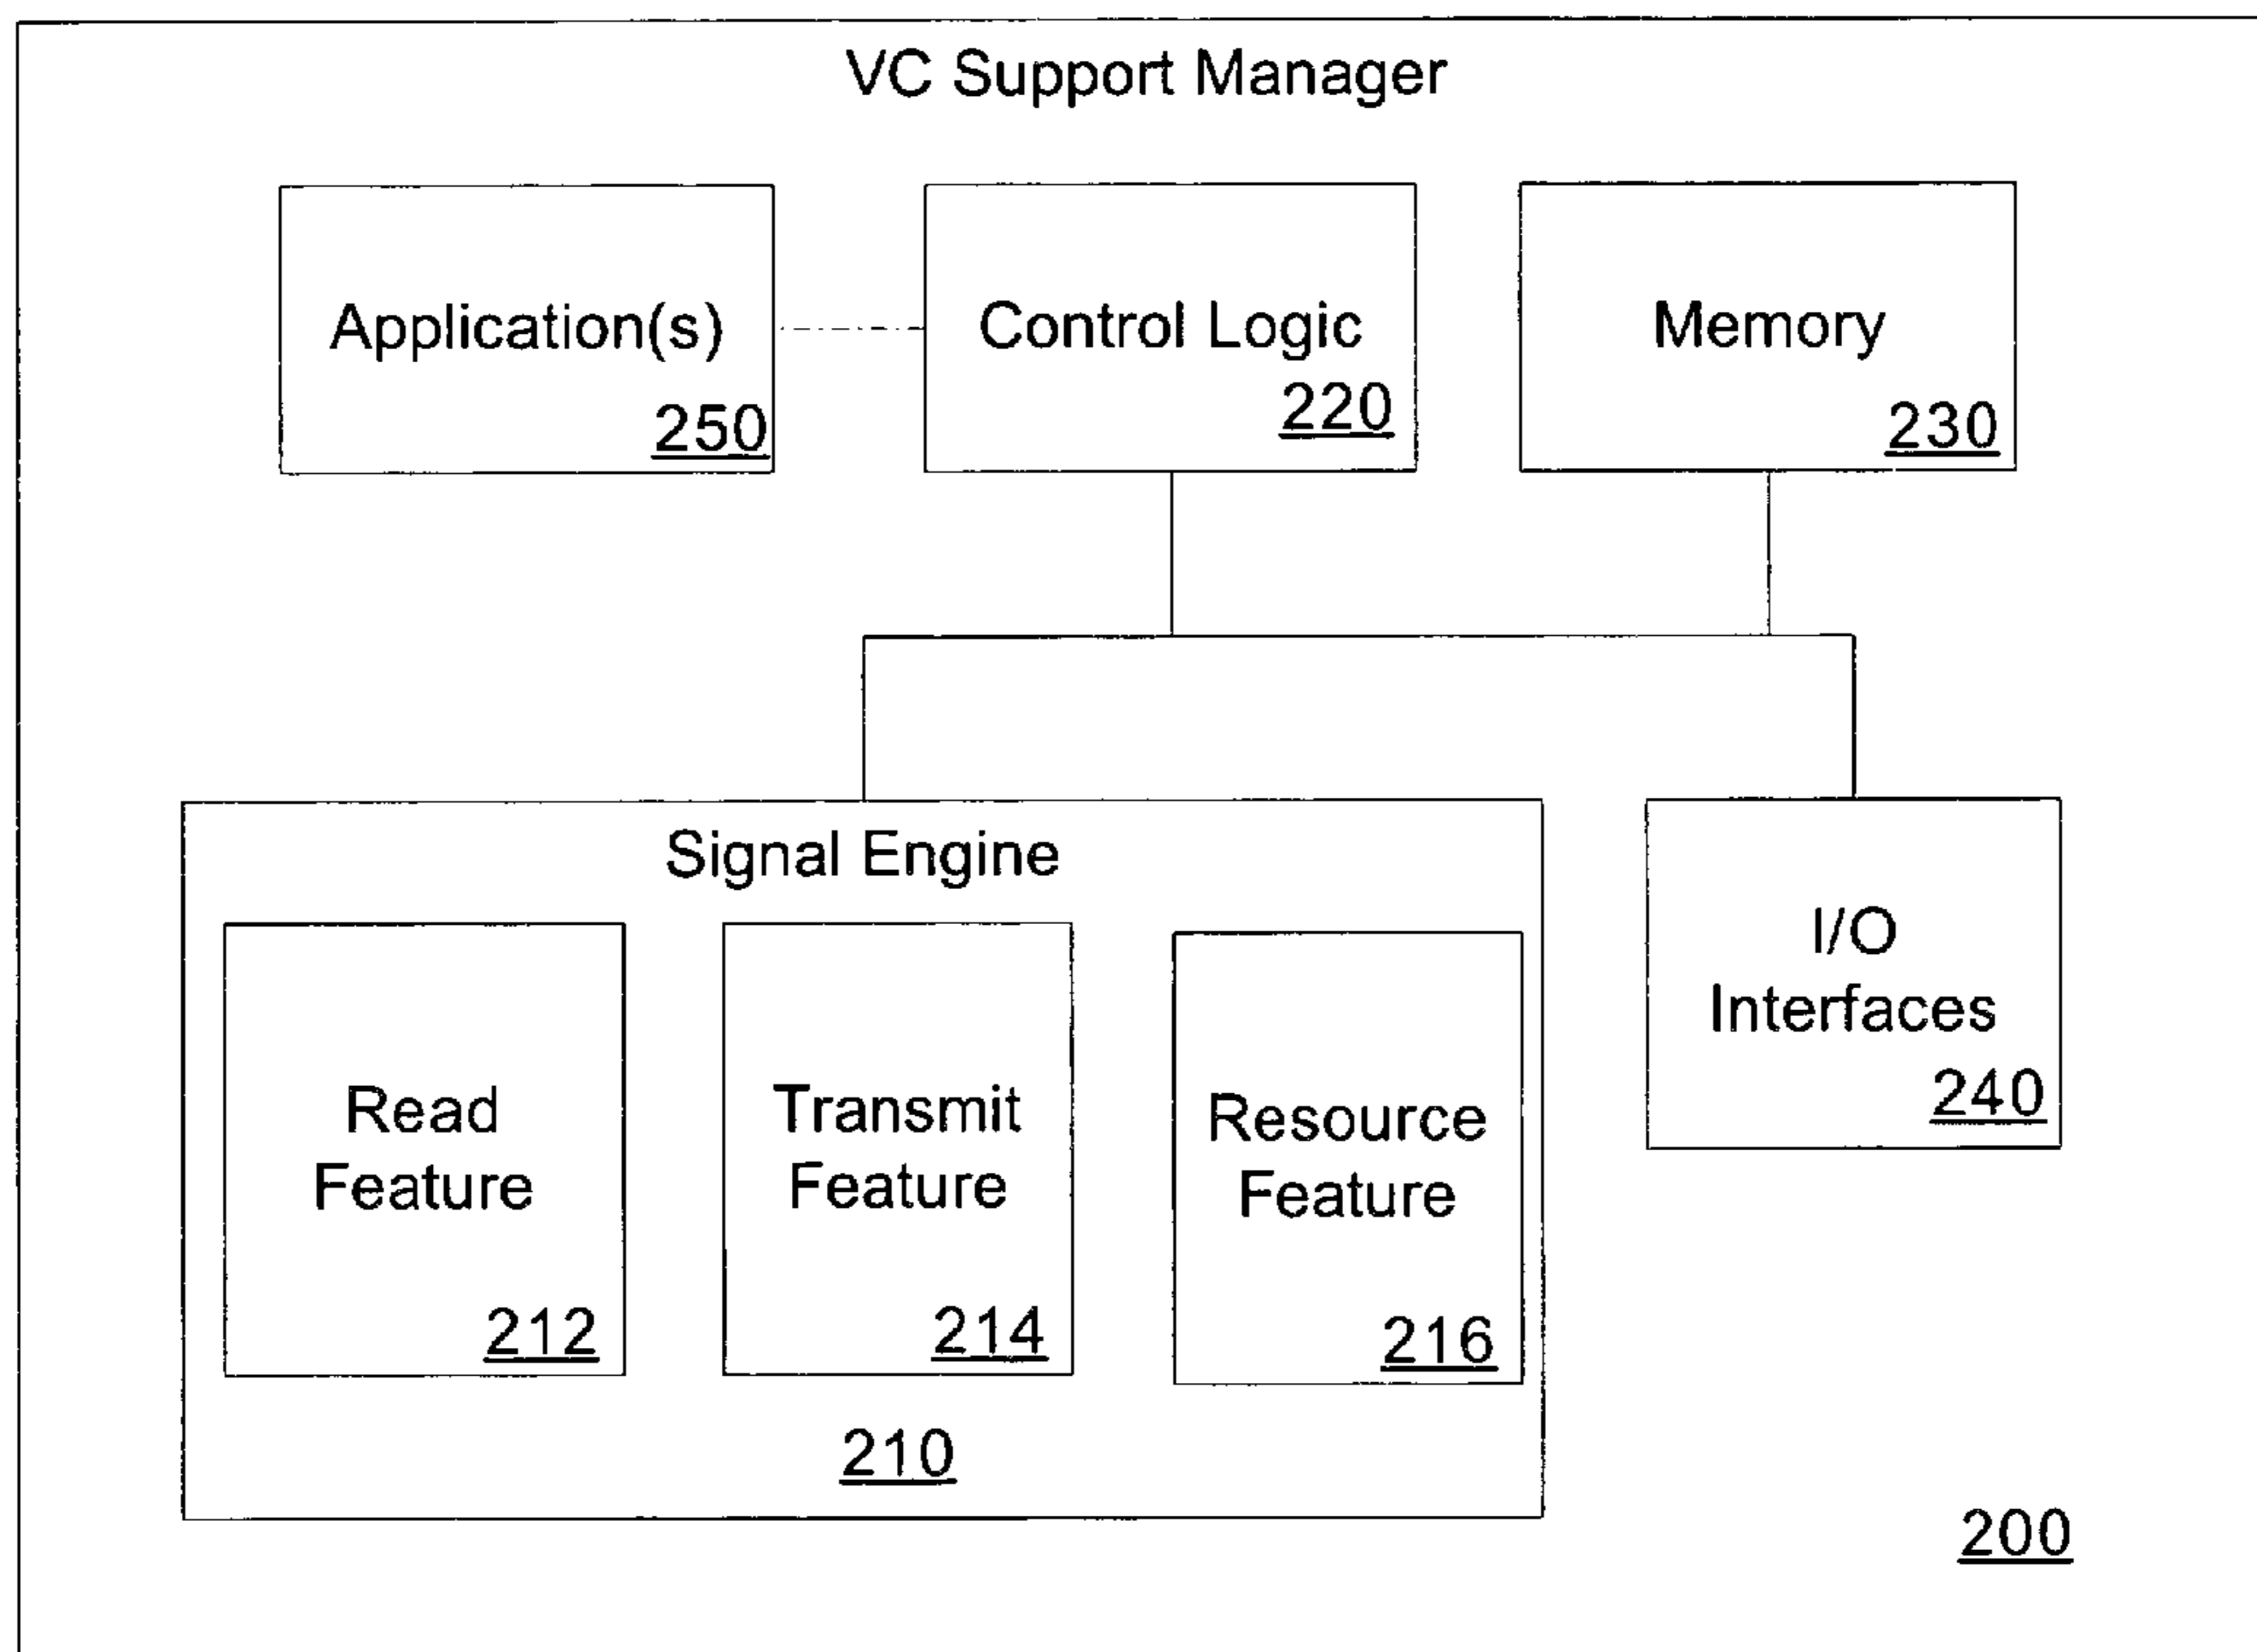 VC Support Manager
Application(s)
250
Control Logic
220
Memory
230
Signal Engine
Read
Feature
212
Transmit
Feature
214
Resource
Feature
216
210
I/O
Interfaces
240
200